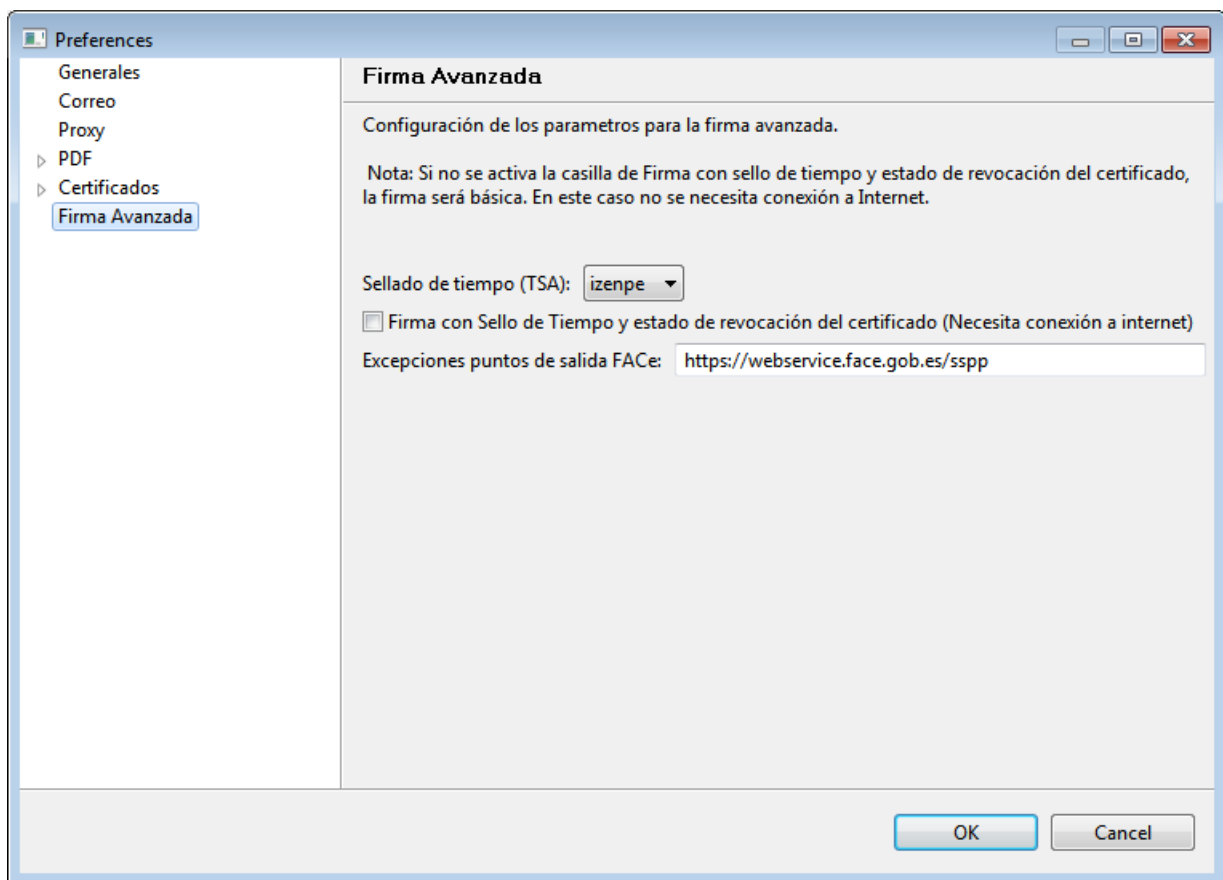 Preferences
Generales
Correo
Proxy
PDF
Certificados
Firma Avanzada
Firma Avanzada
Configuración de los parametros para la firma avanzada.
Nota: Si no se activa la casilla de Firma con sello de tiempo y estado de revocación del certificado,
la firma será básica. En este caso no se necesita conexión a Internet.
Sellado de tiempo (TSA): izenpe
Firma con Sello de Tiempo y estado de revocación del certificado (Necesita conexión a internet)
Excepciones puntos de salida FACe: https://webservice.face.gob.es/sspp
OK Cancel